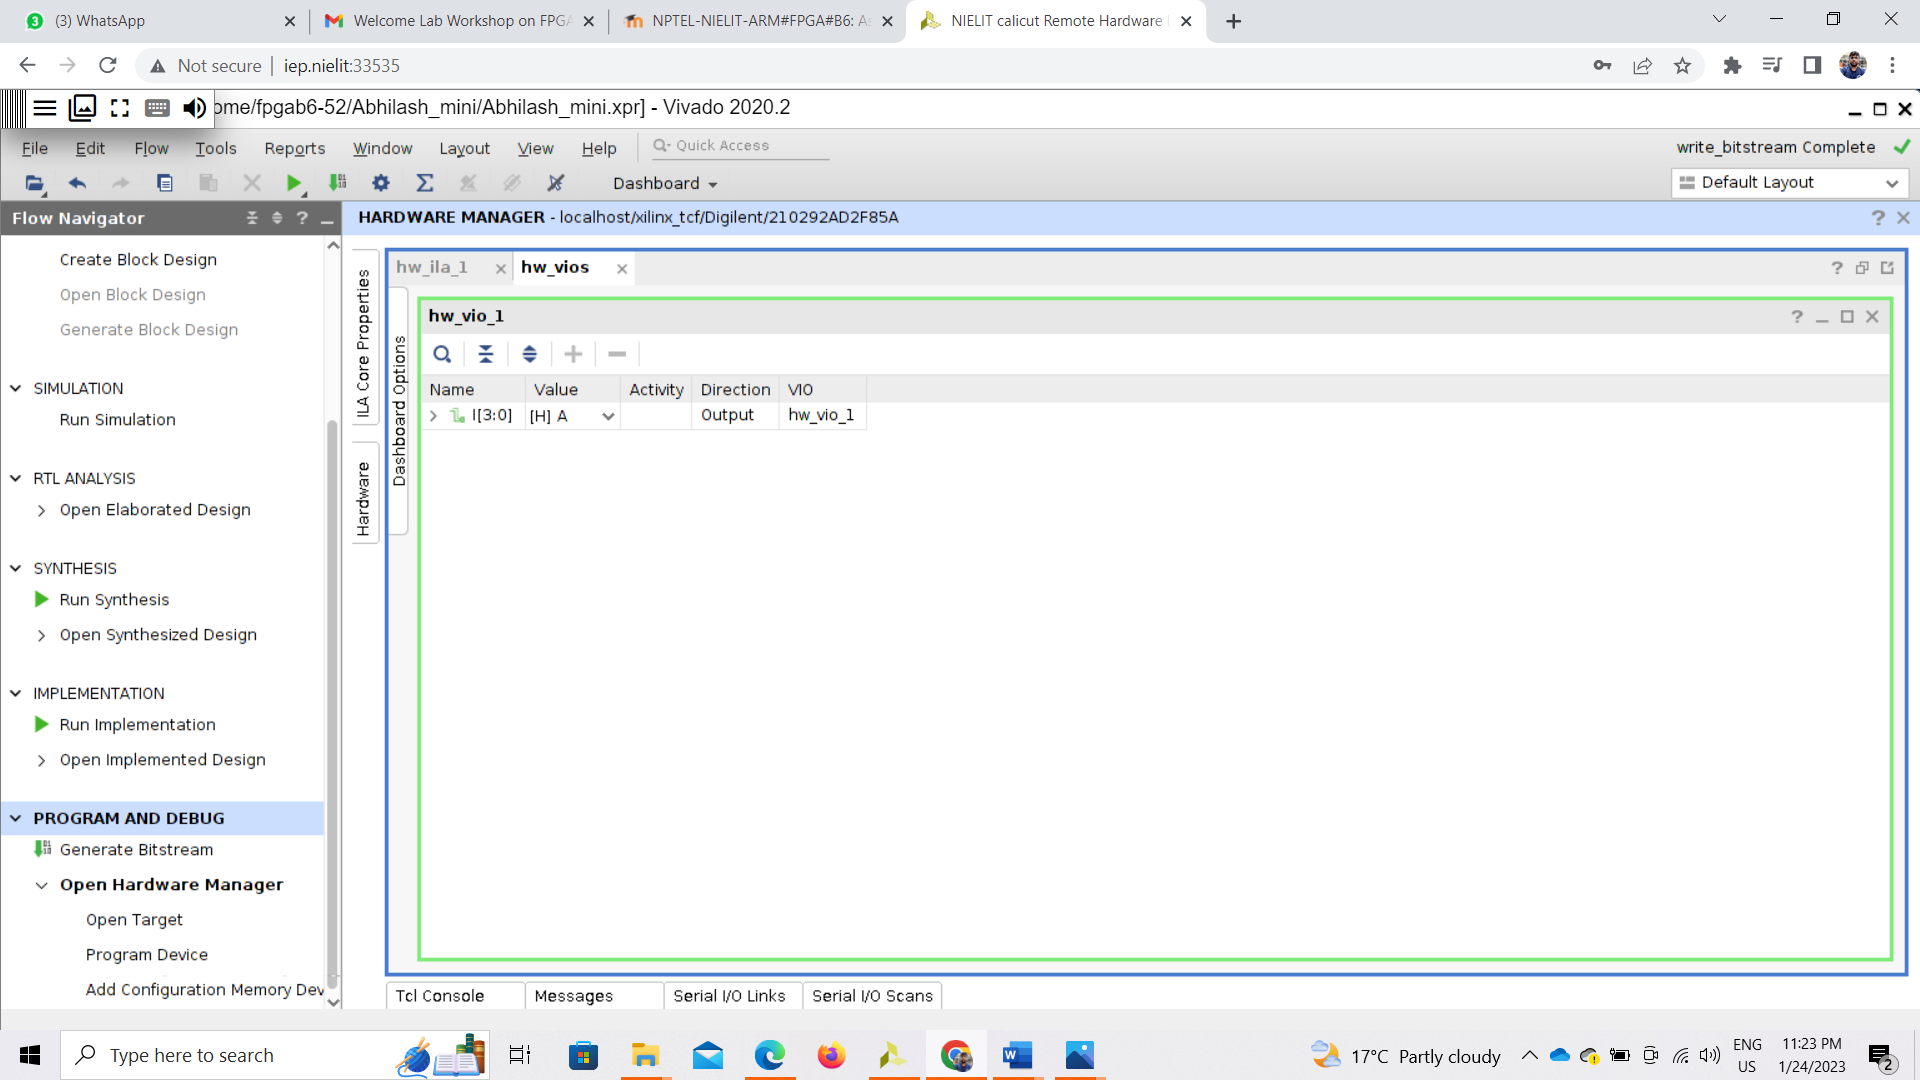 3
(3) WhatsApp
Welcome Lab Workshop on FPGA
NPTEL-NIELIT-ARM#FPGA#B6: As
NIELIT calicut Remote Hardware
Not secure
iep.nielit:33535
ome/fpgab6-52/Abhilash_mini/Abhilash_mini.xpr] - Vivado 2020.2
File Edit Flow Tools Reports Window Layout View Help
Quick Access
write_bitstream Complete
Dashboard
Default Layout
Flow Navigator
HARDWARE MANAGER - localhost/xilinx_tcf/Digilent/210292AD2F85A
Create Block Design
Open Block Design
Generate Block Design
SIMULATION
Run Simulation
RTL ANALYSIS
Open Elaborated Design
SYNTHESIS
Run Synthesis
Open Synthesized Design
IMPLEMENTATION
Run Implementation
Open Implemented Design
PROGRAM AND DEBUG
Generate Bitstream
Open Hardware Manager
Open Target
Program Device
Add Configuration Memory Dev
ILA Core Properties
Hardware
Dashboard Options
hw_ila_1
hw_vios
hw_vio_1
Name Value Activity Direction VIO
I[3:0] [H] A Output hw_vio_1
Tcl Console
Messages
Serial I/O Links
Serial I/O Scans
Type here to search
17°C Partly cloudy
ENG
US
11:23 PM
1/24/2023
2